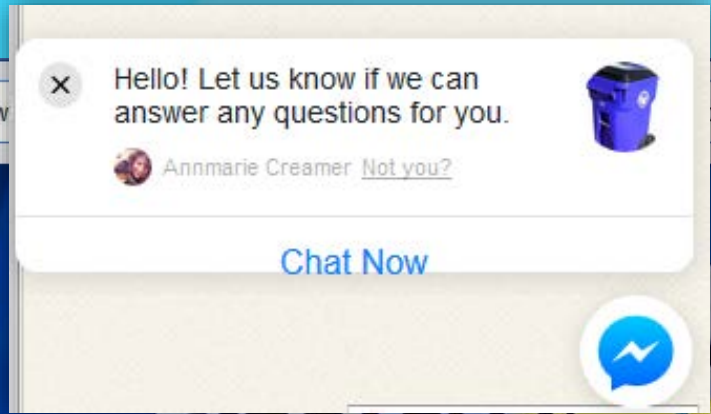 Hello! Let us know if we can
answer any questions for you.
Annmarie Creamer Not you?
Chat Now